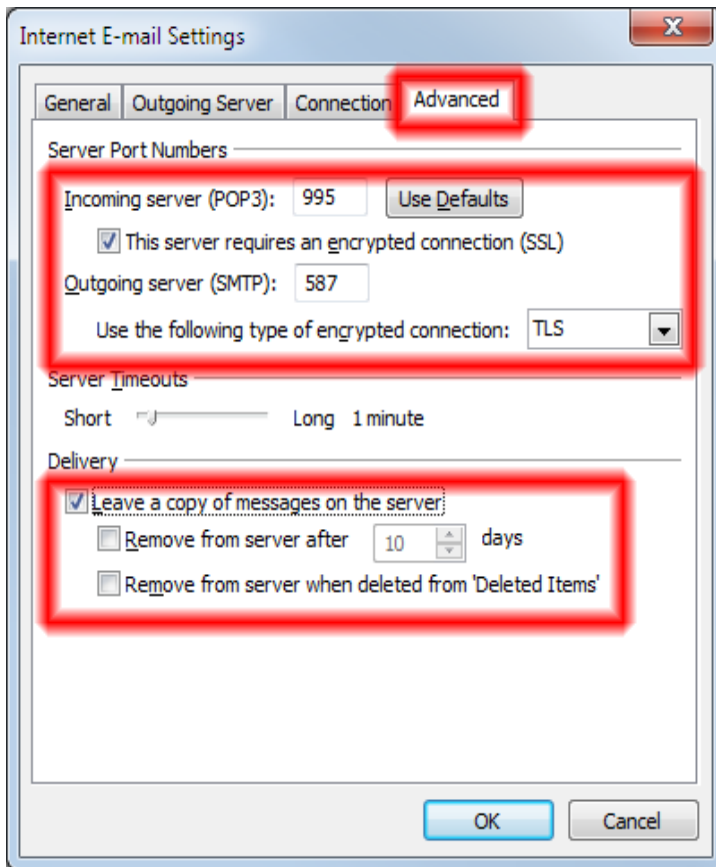 Internet E-mail Settings
General Outgoing Server Connection Advanced
Server Port Numbers
Incoming server (POP3): 995 Use Defaults
This server requires an encrypted connection (SSL)
Outgoing server (SMTP): 587
Use the following type of encrypted connection: TLS
Server Timeouts
Short Long 1 minute
Delivery
Leave a copy of messages on the server
Remove from server after 10 days
Remove from server when deleted from 'Deleted Items'
OK Cancel